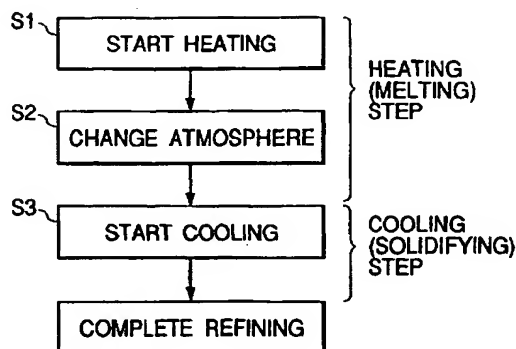 S1
START HEATING
HEATING
(MELTING)
STEP
S2
CHANGE ATMOSPHERE
S3
START COOLING
COOLING
(SOLIDIFYING)
STEP
COMPLETE REFINING